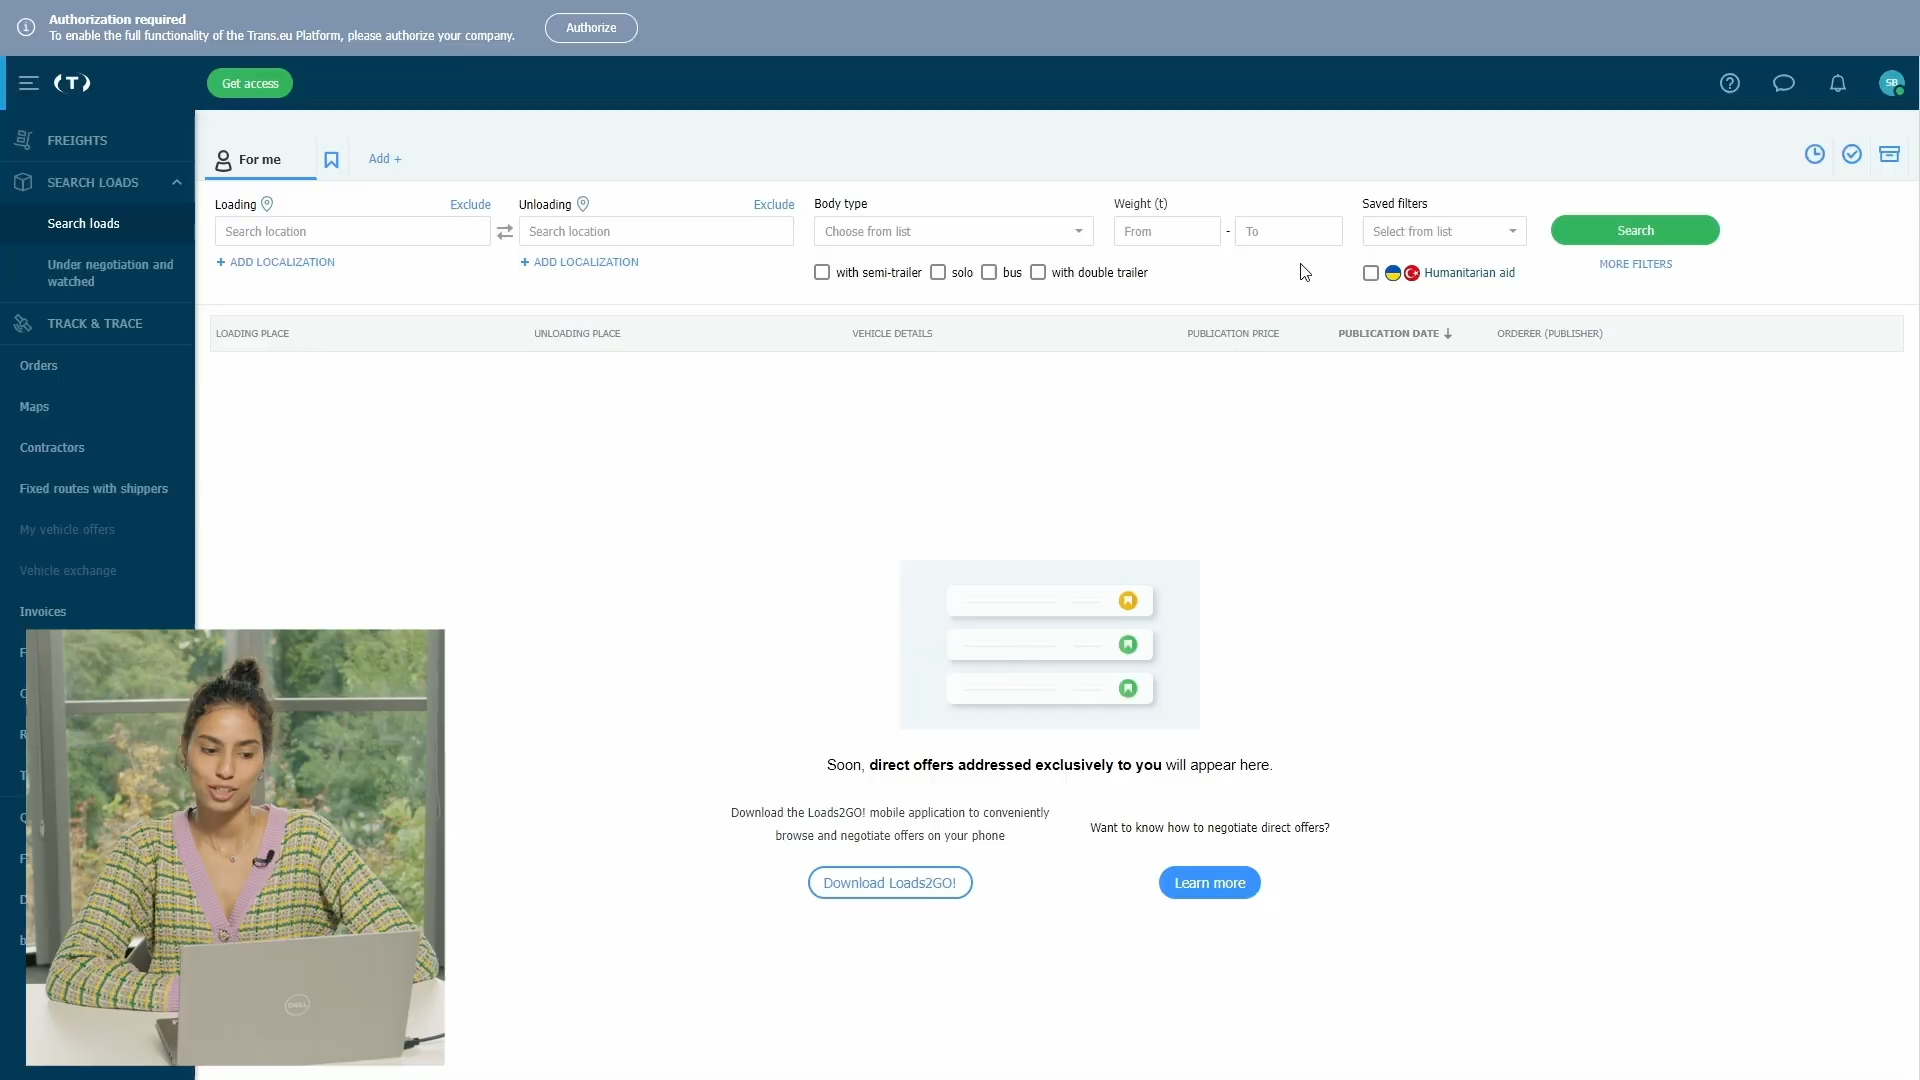 Authorization required
To enable the full functionality of the Trans.eu Platform, please authorize your company.
Authorize
(T)
Get access
SB
FREIGHTS
SEARCH LOADS
Search loads
Under negotiation and
watched
TRACK & TRACE
Orders
Maps
Contractors
Fixed routes with shippers
My vehicle offers
Vehicle exchange
Invoices
For me
Add +
Loading
Exclude
Unloading
Exclude
Body type
Weight (t)
Saved filters
Search location
Search location
Choose from list
From
-
To
Select from list
Search
+ ADD LOCALIZATION
+ ADD LOCALIZATION
with semi-trailer
solo
bus
with double trailer
Humanitarian aid
MORE FILTERS
LOADING PLACE
UNLOADING PLACE
VEHICLE DETAILS
PUBLICATION PRICE
PUBLICATION DATE
ORDERER (PUBLISHER)
Soon, direct offers addressed exclusively to you will appear here.
Download the Loads2GO! mobile application to conveniently
browse and negotiate offers on your phone
Want to know how to negotiate direct offers?
Download Loads2GO!
Learn more
DELL